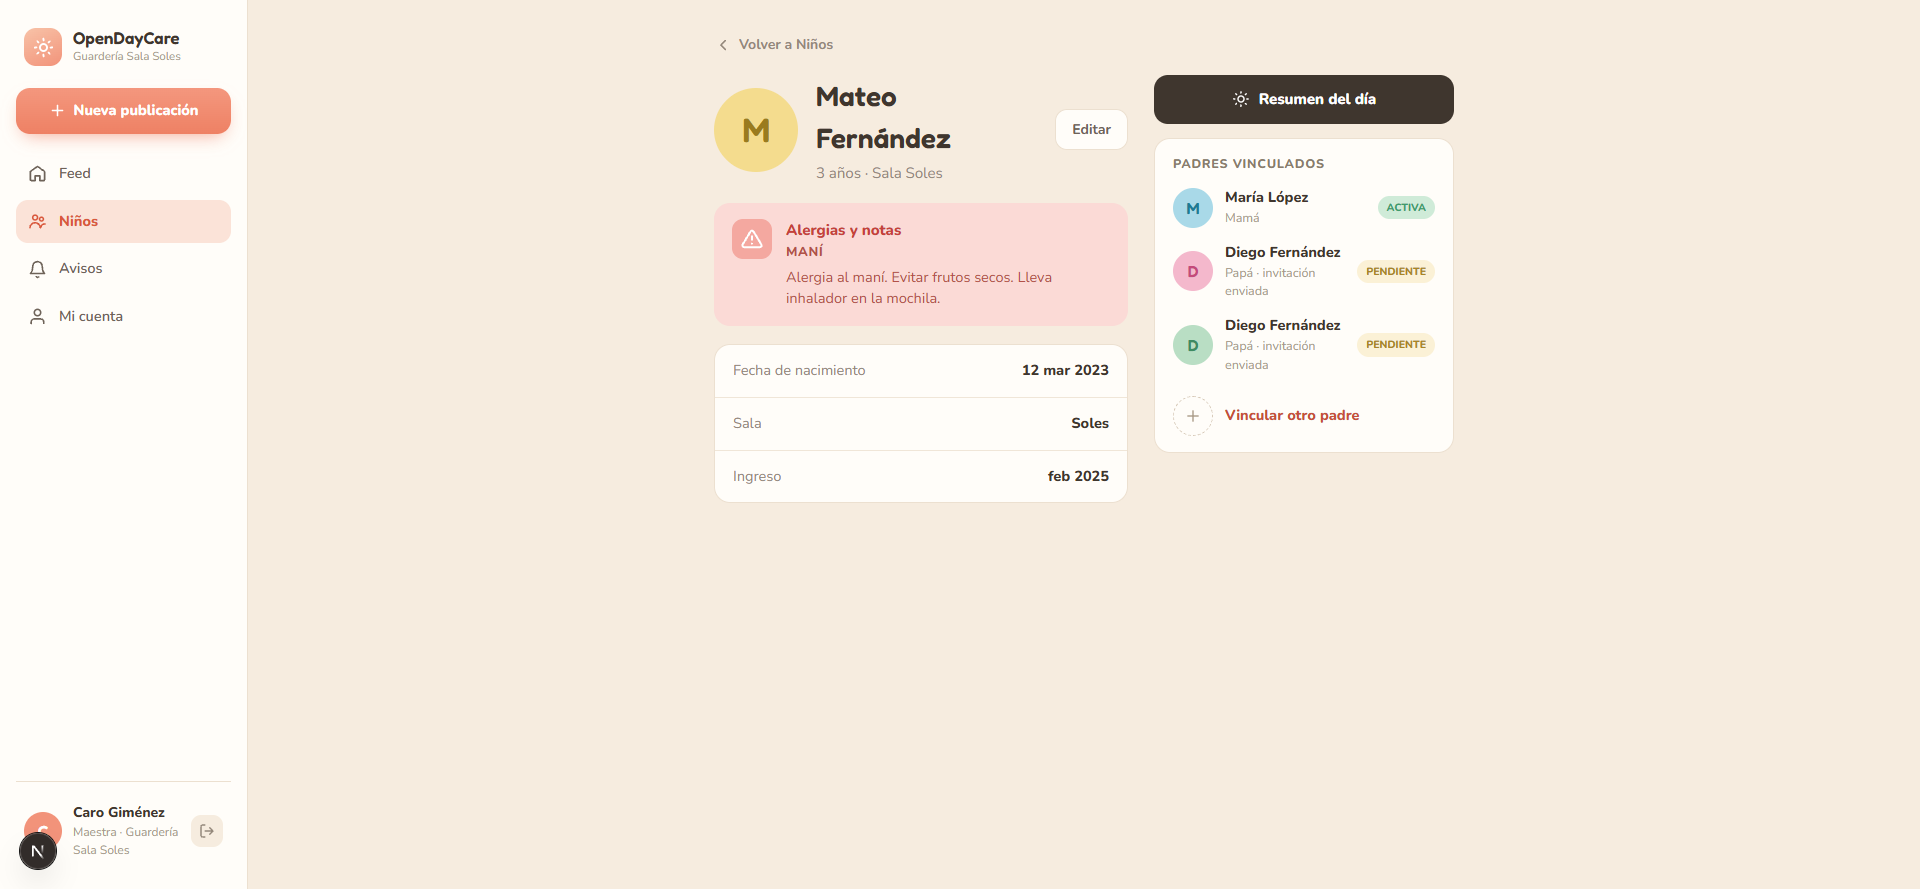 OpenDayCare
Guardería Sala Soles
Nueva publicación
Feed
Niños
Avisos
Mi cuenta
Caro Giménez
Maestra · Guardería
Sala Soles
N
Volver a Niños
M
Mateo
Fernández
3 años · Sala Soles
Editar
Alergias y notas
MANÍ
Alergia al maní. Evitar frutos secos. Lleva
inhalador en la mochila.
Fecha de nacimiento 12 mar 2023
Sala Soles
Ingreso feb 2025
Resumen del día
PADRES VINCULADOS
M
María López
Mamá
ACTIVA
D
Diego Fernández
Papá · invitación
enviada
PENDIENTE
D
Diego Fernández
Papá · invitación
enviada
PENDIENTE
Vincular otro padre